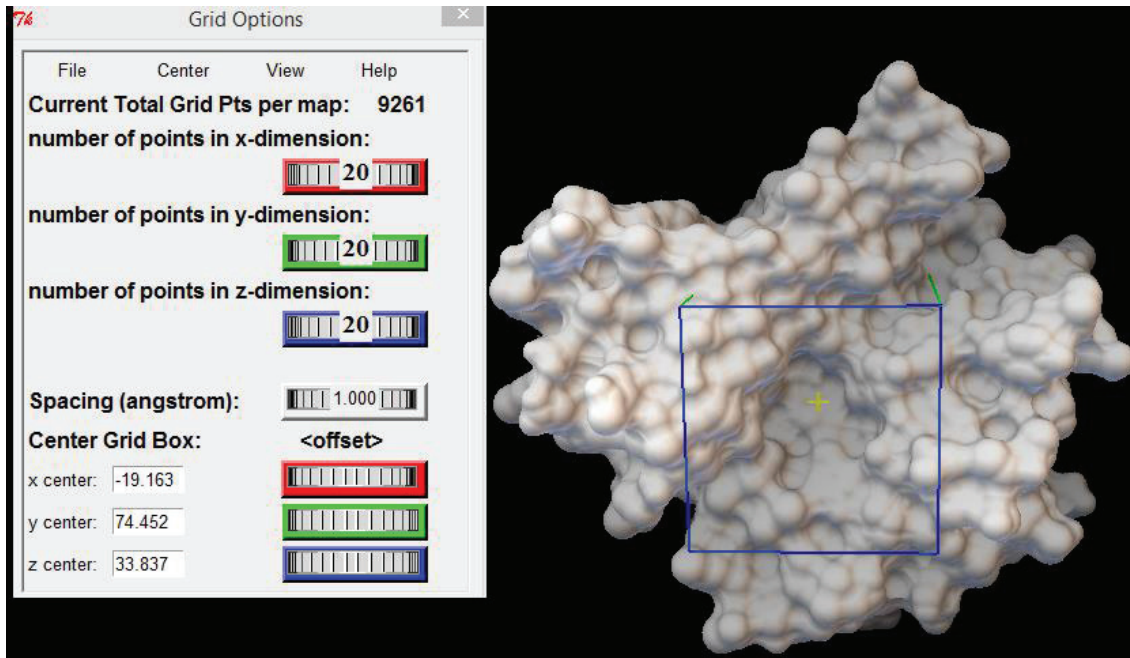 7k Grid Options ×
File Center View Help
Current Total Grid Pts per map: 9261
number of points in x-dimension:
20
number of points in y-dimension:
20
number of points in z-dimension:
20
Spacing (angstrom): 1.000
Center Grid Box: <offset>
x center: -19.163
y center: 74.452
z center: 33.837